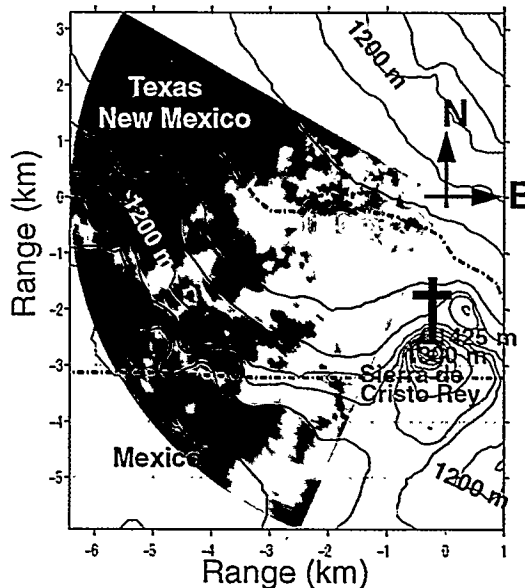 3
2
1
0
-1
-2
-3
-4
-5
Range (km)
1200 m
Texas
New Mexico
N
E
1200 m
1425 m
Sierra de
Cristo Rey
Mexico
1200 m
-6 -5 -4 -3 -2 -1 0 1
Range (km)